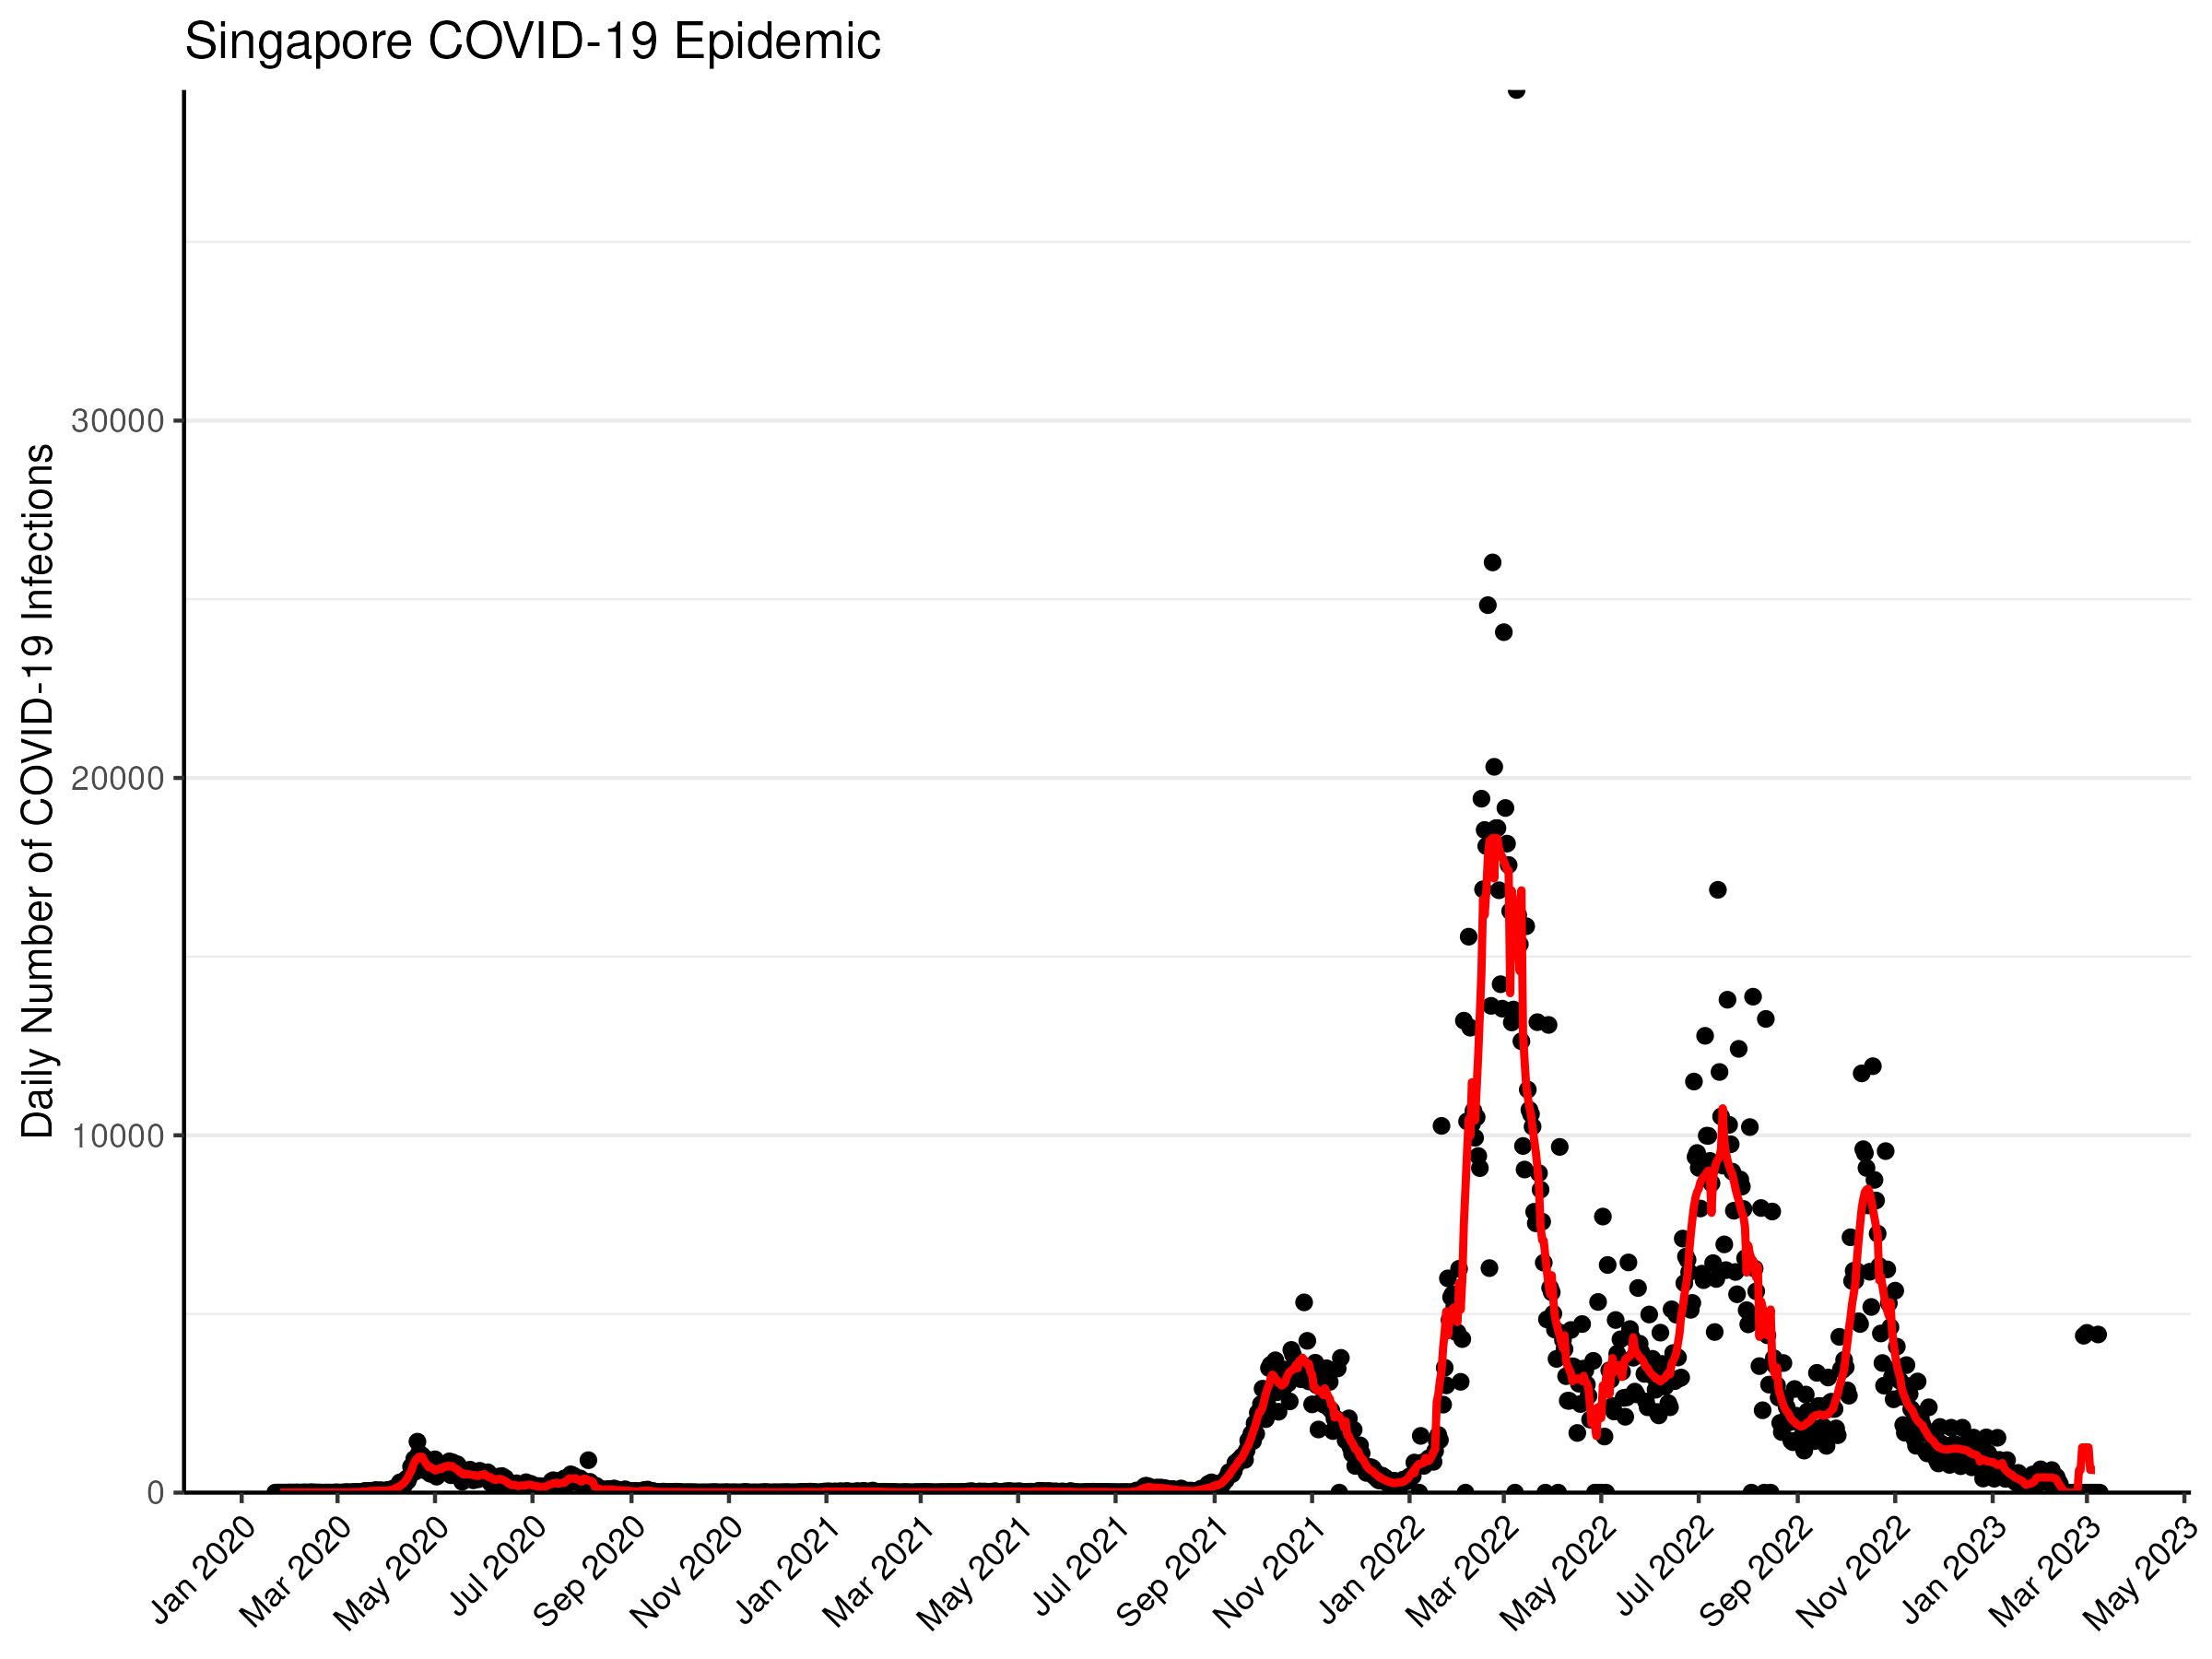 Singapore COVID-19 Epidemic
Daily Number of COVID-19 Infections
30000
20000
10000
0
Jan 2020
Mar 2020
May 2020
Jul 2020
Sep 2020
Nov 2020
Jan 2021
Mar 2021
May 2021
Jul 2021
Sep 2021
Nov 2021
Jan 2022
Mar 2022
May 2022
Jul 2022
Sep 2022
Nov 2022
Jan 2023
Mar 2023
May 2023